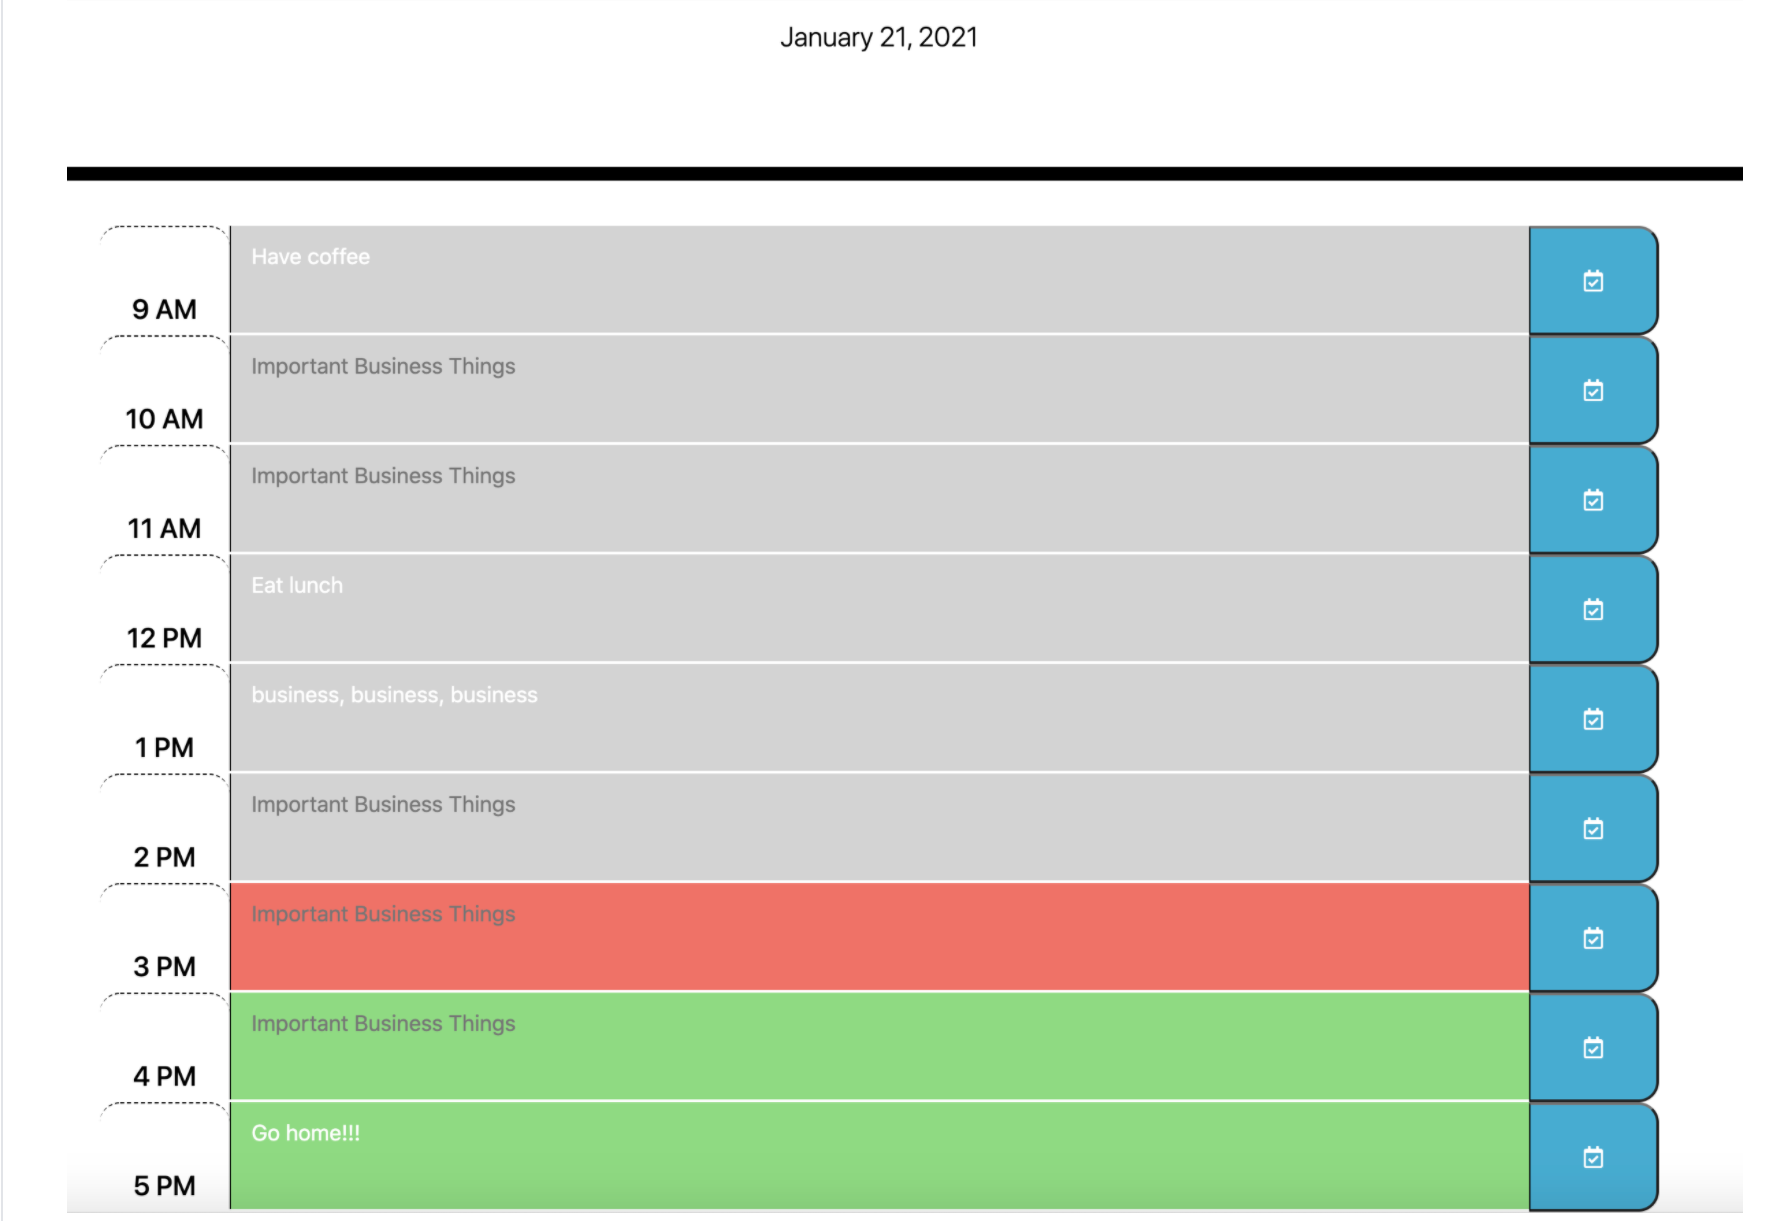 January 21, 2021
Have coffee
9 AM
Important Business Things
10 AM
Important Business Things
11 AM
Eat lunch
12 PM
business, business, business
1 PM
Important Business Things
2 PM
Important Business Things
3 PM
Important Business Things
4 PM
Go home!!!
5 PM